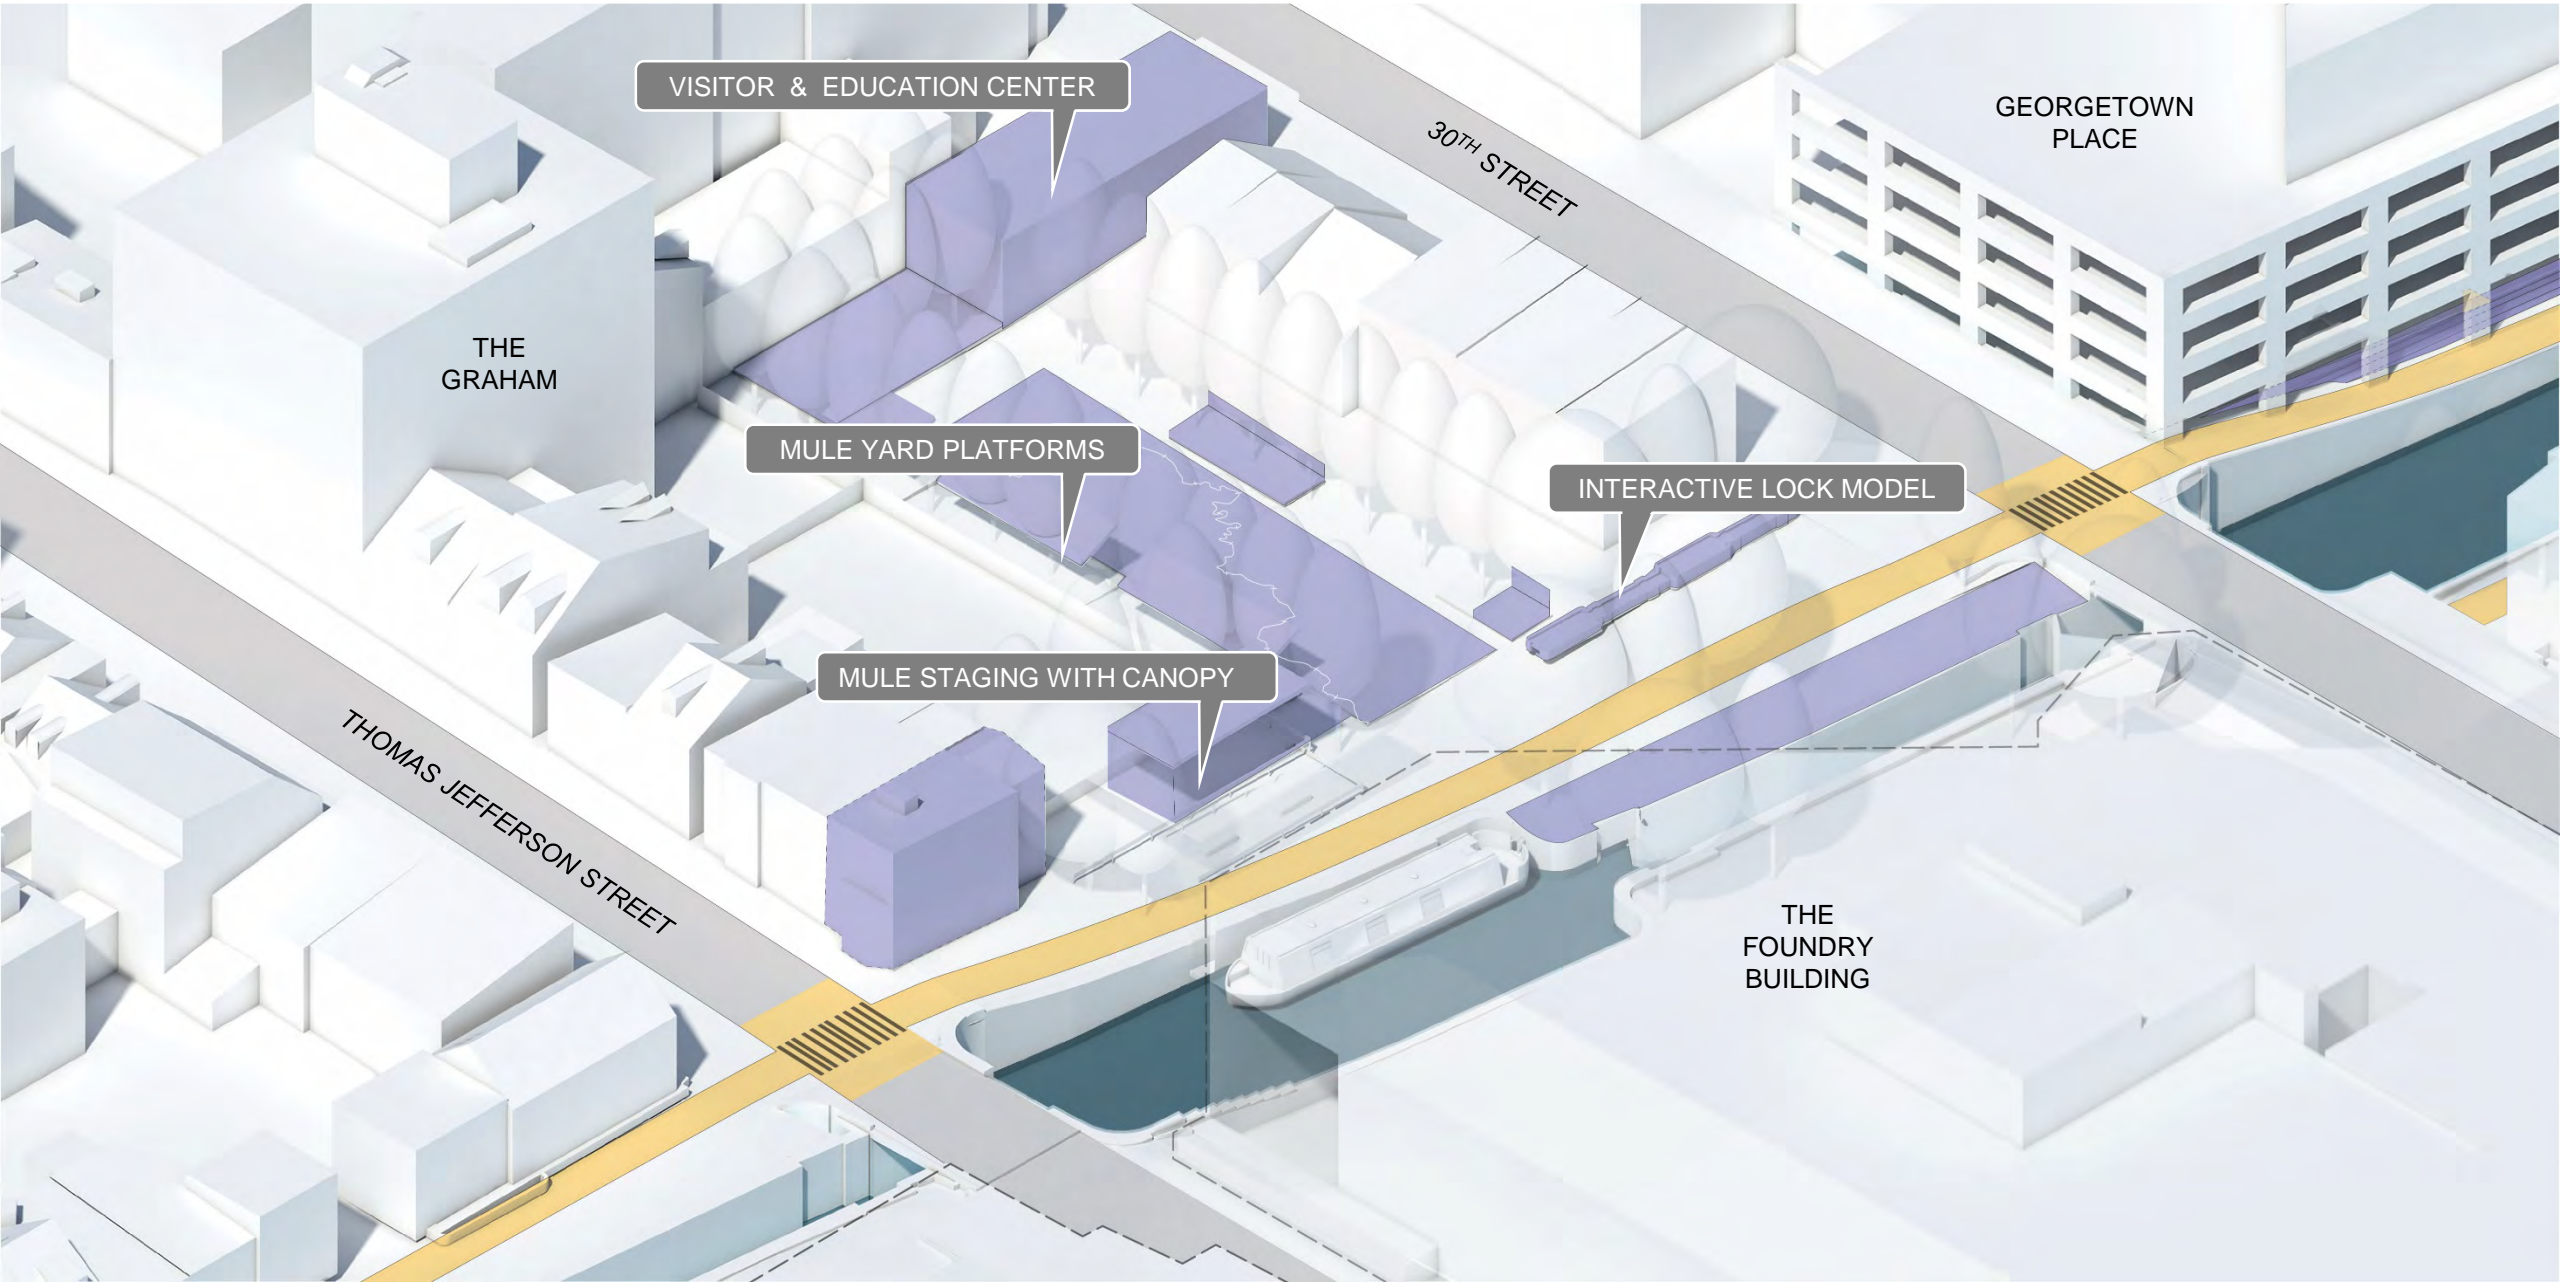 VISITOR & EDUCATION CENTER
GEORGETOWN
PLACE
30TH STREET
THE
GRAHAM
MULE YARD PLATFORMS
INTERACTIVE LOCK MODEL
MULE STAGING WITH CANOPY
THOMAS JEFFERSON STREET
THE
FOUNDRY
BUILDING